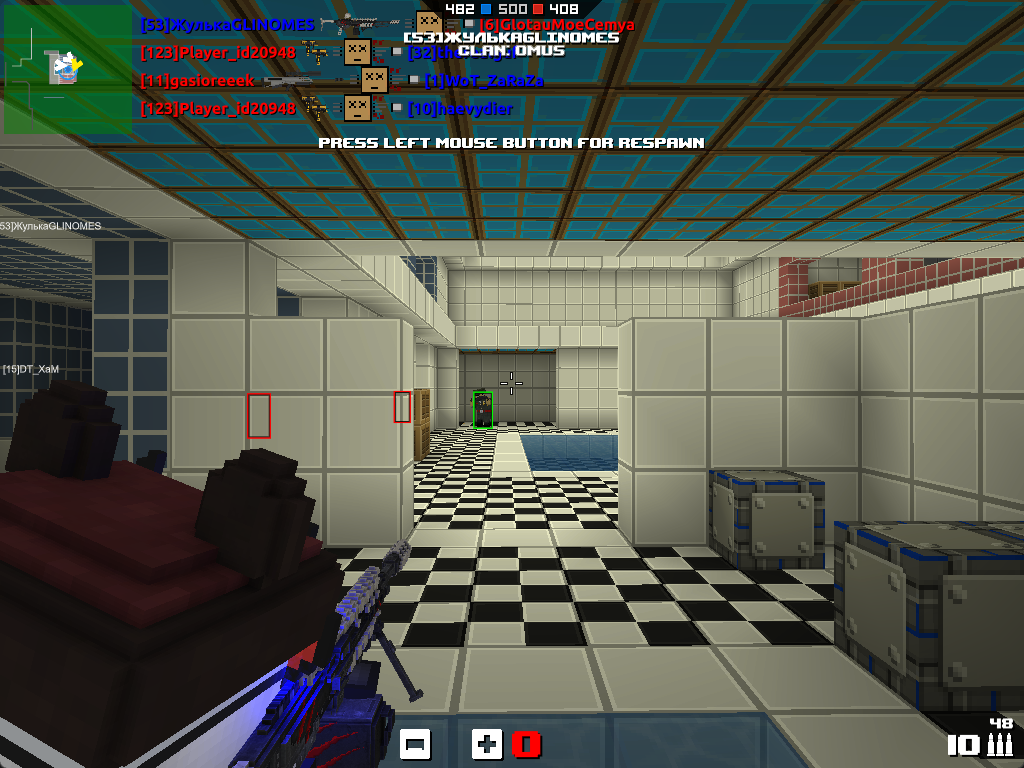 482 500 408
[53]ЖулькаGLINOMES [6]GlotauMoeCemya
[53]ЖУЛЬКАGLINOMES
CLAN: OMUS
[123]Player_id20948
[11]gasioreeek [1]WoT_ZaRaZa
[123]Player_id20948 [10]haevydier
PRESS LEFT MOUSE BUTTON FOR RESPAWN
53]ЖулькаGLINOMES
[15]DT_XaM
0
48
10